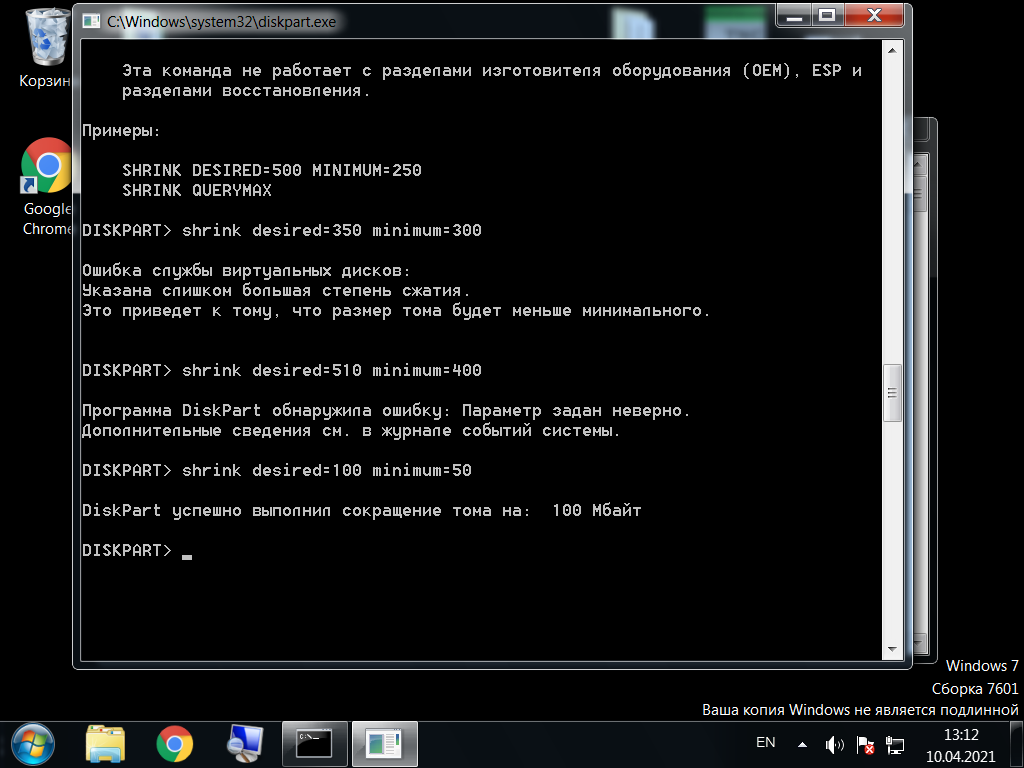 C:\Windows\system32\diskpart.exe
Корзин
Google
Chrome
Эта команда не работает с разделами изготовителя оборудования (OEM), ESP и
разделами восстановления.
Примеры:
SHRINK DESIRED=500 MINIMUM=250
SHRINK QUERYMAX
DISKPART> shrink desired=350 minimum=300
Ошибка службы виртуальных дисков:
Указана слишком большая степень сжатия.
Это приведет к тому, что размер тома будет меньше минимального.
DISKPART> shrink desired=510 minimum=400
Программа DiskPart обнаружила ошибку: Параметр задан неверно.
Дополнительные сведения см. в журнале событий системы.
DISKPART> shrink desired=100 minimum=50
DiskPart успешно выполнил сокращение тома на:  100 Мбайт
DISKPART> _
Windows 7
Сборка 7601
Ваша копия Windows не является подлинной
C:\_
EN
13:12
10.04.2021